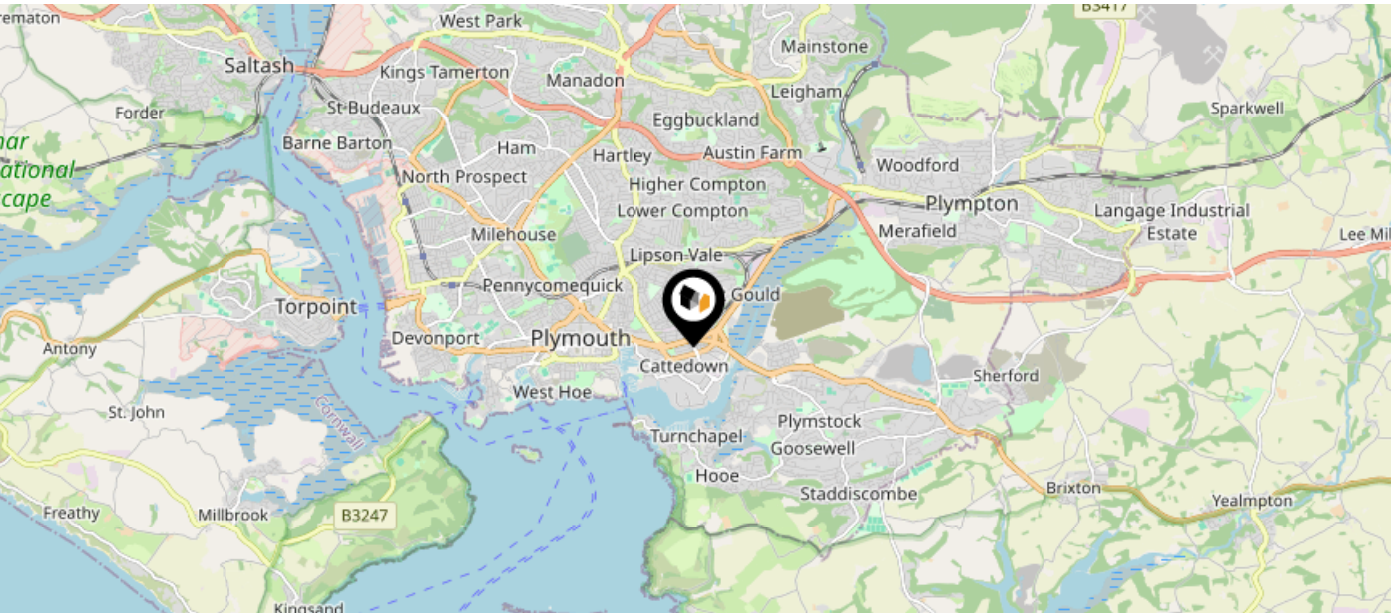 B3417
West Park
Mainstone
Saltash
Kings Tamerton
Manadon
Leigham
Forder
St Budeaux
Eggbuckland
Sparkwell
Barne Barton
Ham
Hartley
Austin Farm
Woodford
North Prospect
Higher Compton
Plympton
Lower Compton
Langage Industrial
Estate
Milehouse
Merafield
Lee Mil
Lipson Vale
Pennycomequick
Gould
Torpoint
Devonport
Plymouth
Antony
Cattedown
Sherford
West Hoe
St. John
Cornwall
Plymstock
Turnchapel
Goosewell
Hooe
Staddiscombe
Brixton
Yealmpton
Freathy
Millbrook
B3247
Kingsand